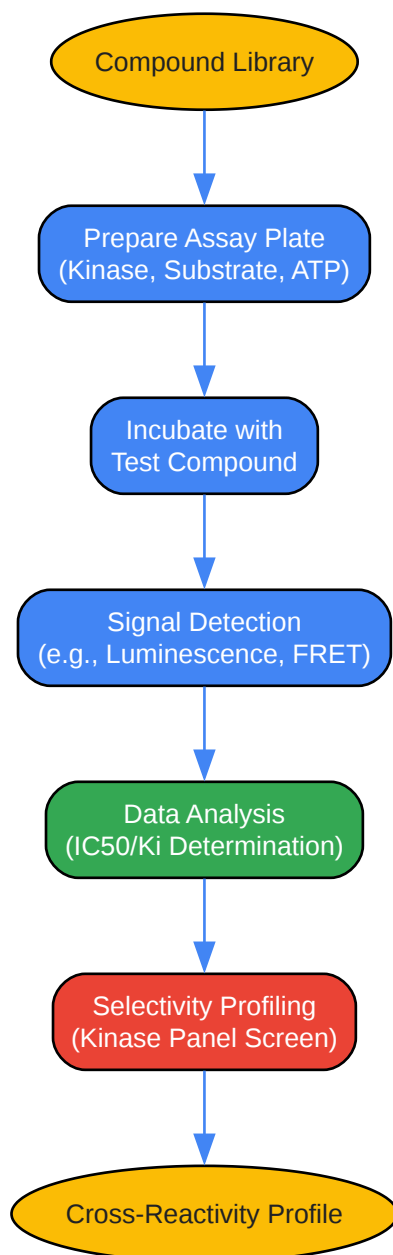 Compound Library
Prepare Assay Plate
(Kinase, Substrate, ATP)
Incubate with
Test Compound
Signal Detection
(e.g., Luminescence, FRET)
Data Analysis
(IC50/Ki Determination)
Selectivity Profiling
(Kinase Panel Screen)
Cross-Reactivity Profile